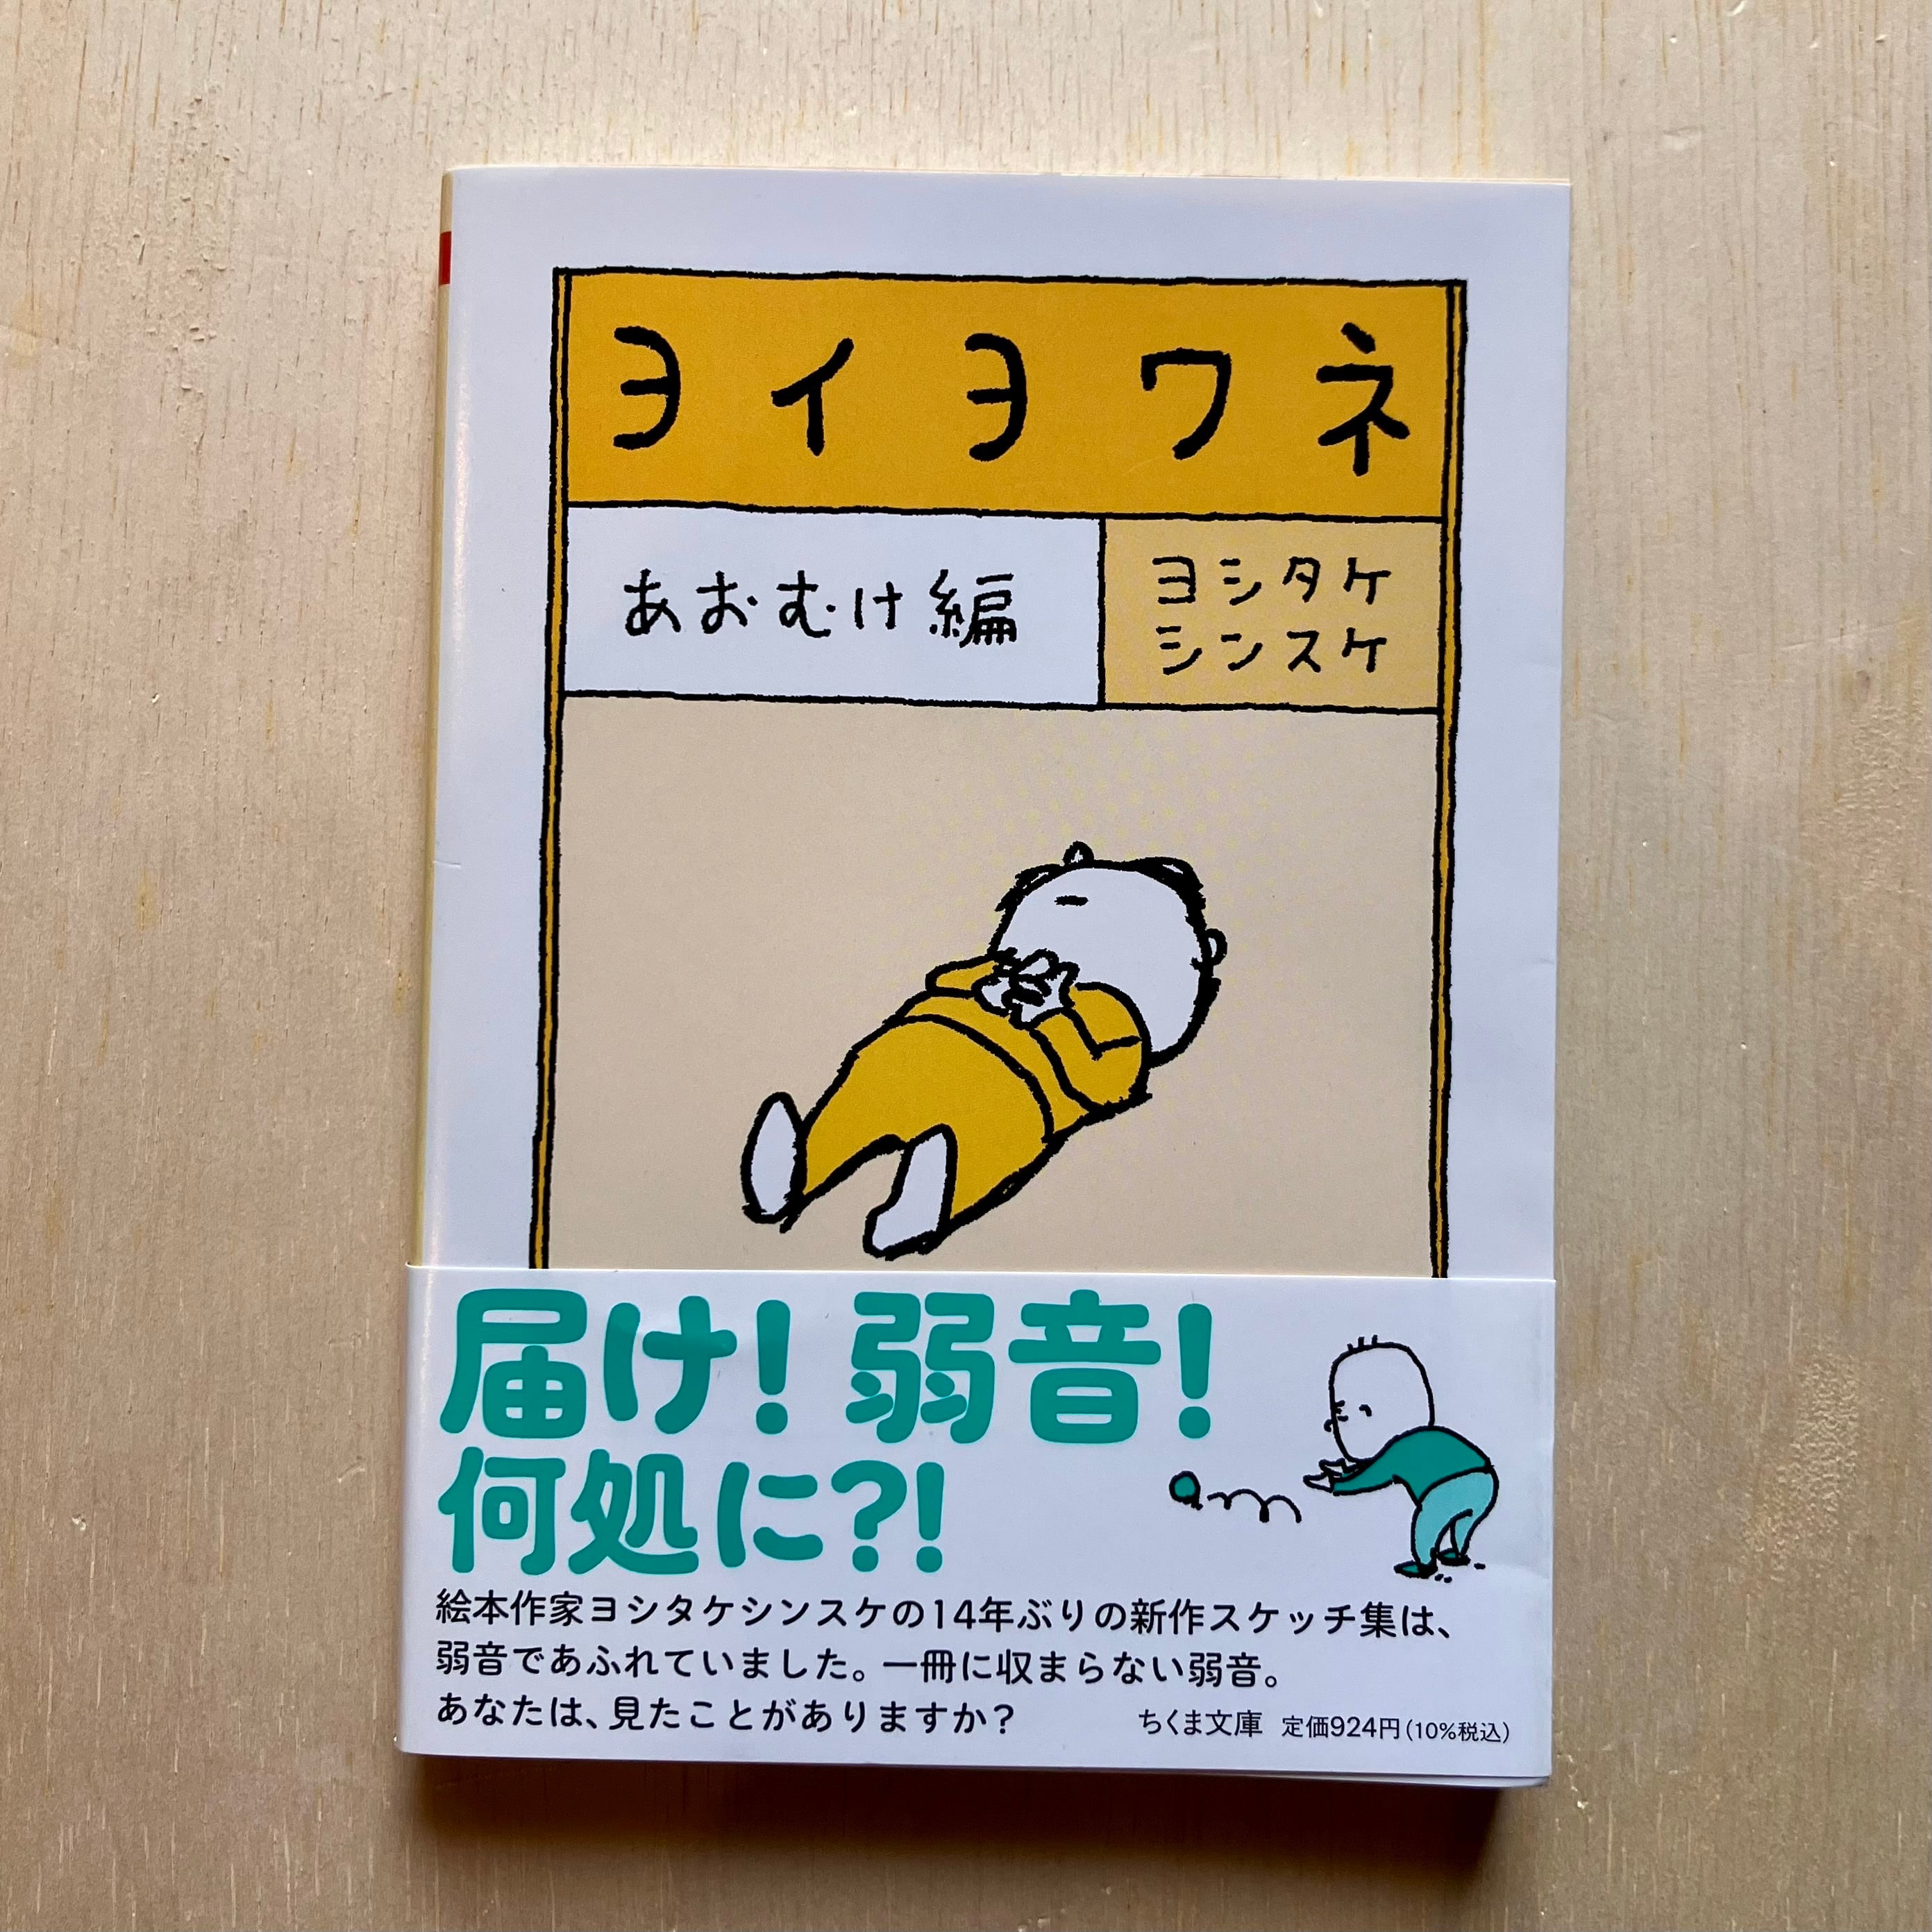 ヨイヨワネ
あおむけ編
ヨシタケ
シンスケ
届け！弱音！
何処に?!
絵本作家ヨシタケシンスケの14年ぶりの新作スケッチ集は、
弱音であふれていました。一冊に収まらない弱音。
あなたは、見たことがありますか？
ちくま文庫 定価924円(10%税込)